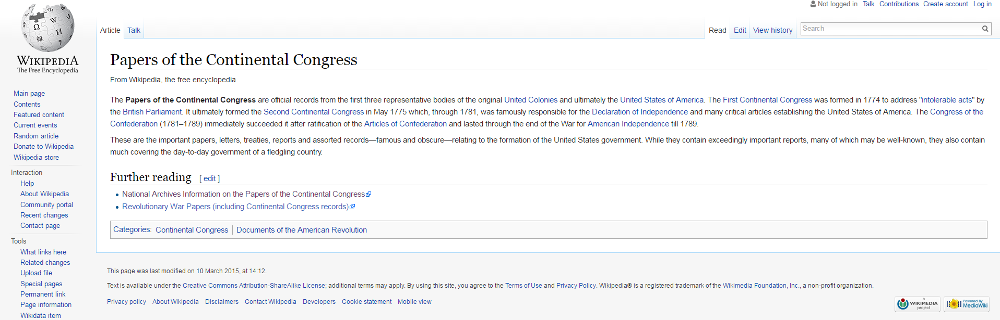 Not logged in Talk Contributions Create account Log in
Article Talk Read Edit View history Search
WIKIPEDIA
The Free Encyclopedia
Main page
Contents
Featured content
Current events
Random article
Donate to Wikipedia
Wikipedia store
Interaction
Help
About Wikipedia
Community portal
Recent changes
Contact page
Tools
What links here
Related changes
Upload file
Special pages
Permanent link
Page information
Wikidata item
Papers of the Continental Congress
From Wikipedia, the free encyclopedia
The Papers of the Continental Congress are official records from the first three representative bodies of the original United Colonies and ultimately the United States of America. The First Continental Congress was formed in 1774 to address "intolerable acts" by
the British Parliament. It ultimately formed the Second Continental Congress in May 1775 which, through 1781, was famously responsible for the Declaration of Independence and many critical articles establishing the United States of America. The Congress of the
Confederation (1781–1789) immediately succeeded it after ratification of the Articles of Confederation and lasted through the end of the War for American Independence till 1789.
These are the important papers, letters, treaties, reports and assorted records—famous and obscure—relating to the formation of the United States government. While they contain exceedingly important reports, many of which may be well-known, they also contain
much covering the day-to-day government of a fledgling country.
Further reading [ edit ]
National Archives Information on the Papers of the Continental Congress
Revolutionary War Papers (including Continental Congress records)
Categories: Continental Congress | Documents of the American Revolution
This page was last modified on 10 March 2015, at 14:12.
Text is available under the Creative Commons Attribution-ShareAlike License; additional terms may apply. By using this site, you agree to the Terms of Use and Privacy Policy. Wikipedia® is a registered trademark of the Wikimedia Foundation, Inc., a non-profit organization.
Privacy policy About Wikipedia Disclaimers Contact Wikipedia Developers Cookie statement Mobile view
a
WIKIMEDIA
project
Powered By
MediaWiki